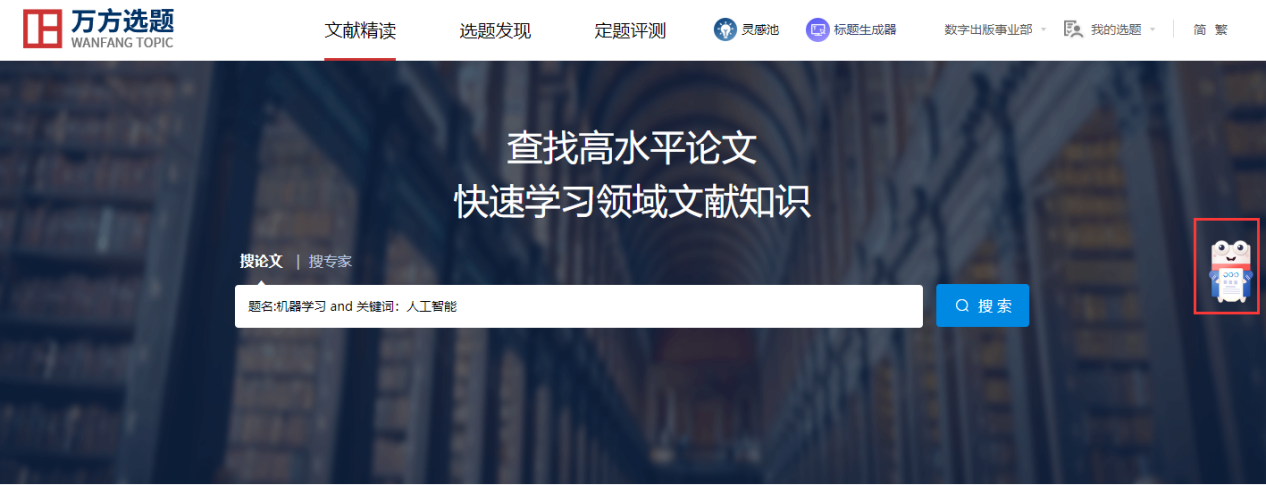 万方选题
WANFANG TOPIC
文献精读 选题发现 定题评测 灵感池 标题生成器 数字出版事业部 我的选题 简 繁
查找高水平论文
快速学习领域文献知识
搜论文 | 搜专家
题名:机器学习 and 关键词：人工智能
搜索